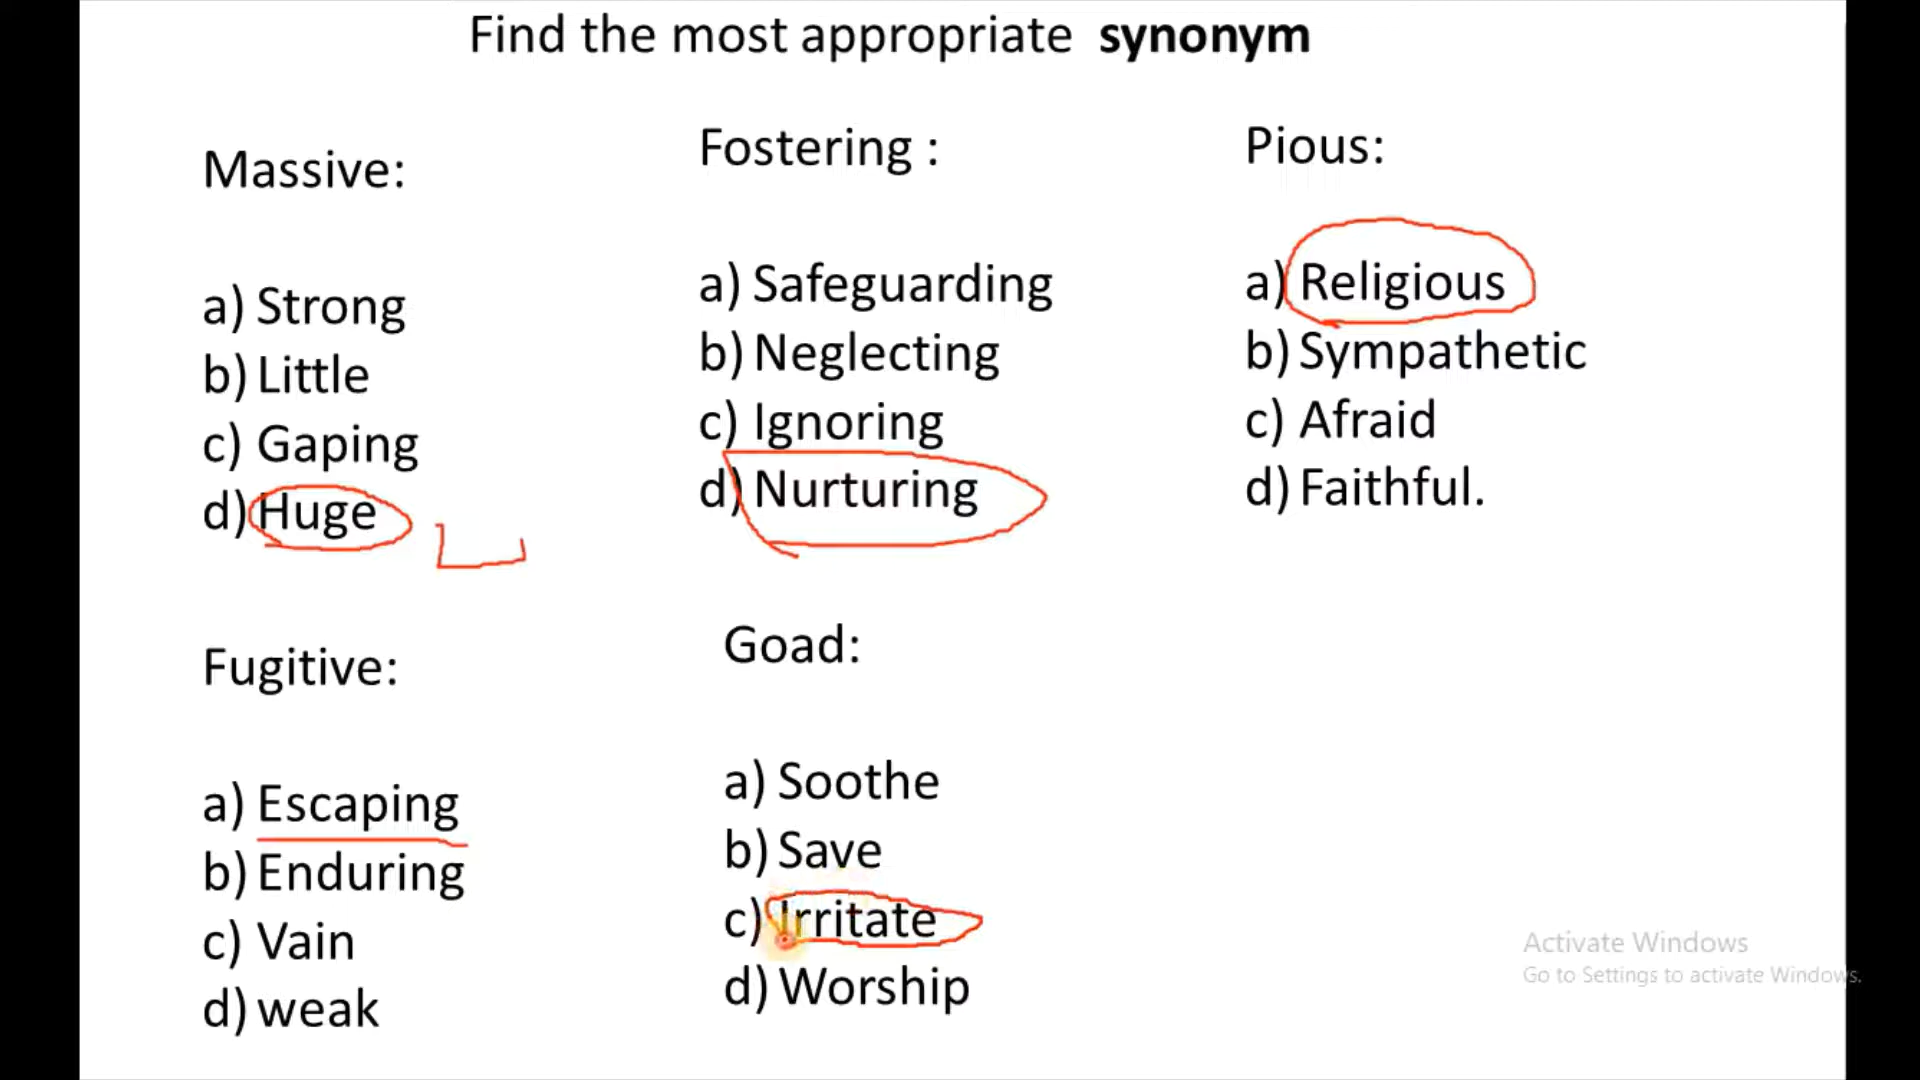 Find the most appropriate synonym
Massive:
a) Strong
b) Little
c) Gaping
d) Huge
Fostering :
a) Safeguarding
b) Neglecting
c) Ignoring
d) Nurturing
Pious:
a) Religious
b) Sympathetic
c) Afraid
d) Faithful.
Fugitive:
a) Escaping
b) Enduring
c) Vain
d) weak
Goad:
a) Soothe
b) Save
c) Irritate
d) Worship
Activate Windows
Go to Settings to activate Windows.